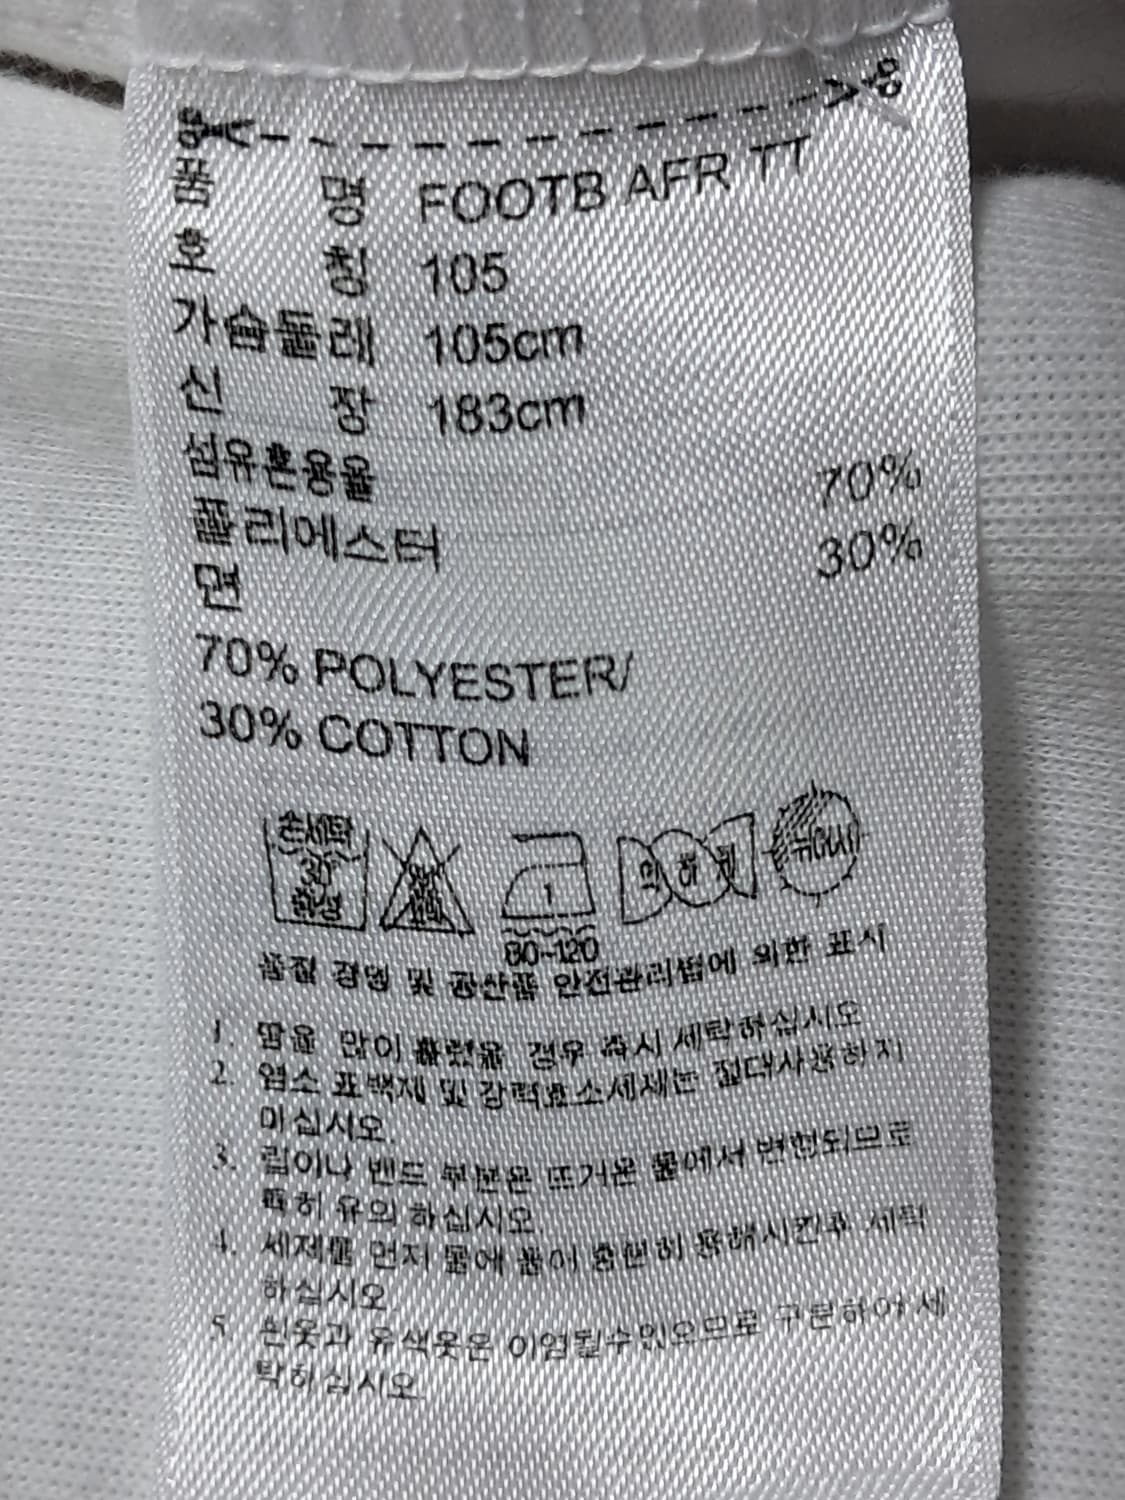 품 명 FOOTB AFR TT
호 칭 105
가슴둘레 105cm
신 장 183cm
섬유혼용율
폴리에스터 70%
면 30%
70% POLYESTER/
30% COTTON
손세탁
약 하 게
뉘어서
1
80~120
품질 경영 및 공산품 안전관리법에 의한 표시
1. 땀을 많이 흘렸을 경우 즉시 세탁하십시오
2. 염소 표백제 및 강력효소세제는 절대사용하지
마십시오.
3. 립이나 밴드 부분은 뜨거운 물에서 변형되므로
특히 유의 하십시오.
4. 세제를 먼저 물에 풀어 충분히 용해시킨후 세탁
하십시오.
5. 흰옷과 유색옷은 이염될수있으므로 구분하여 세
탁하십시오.